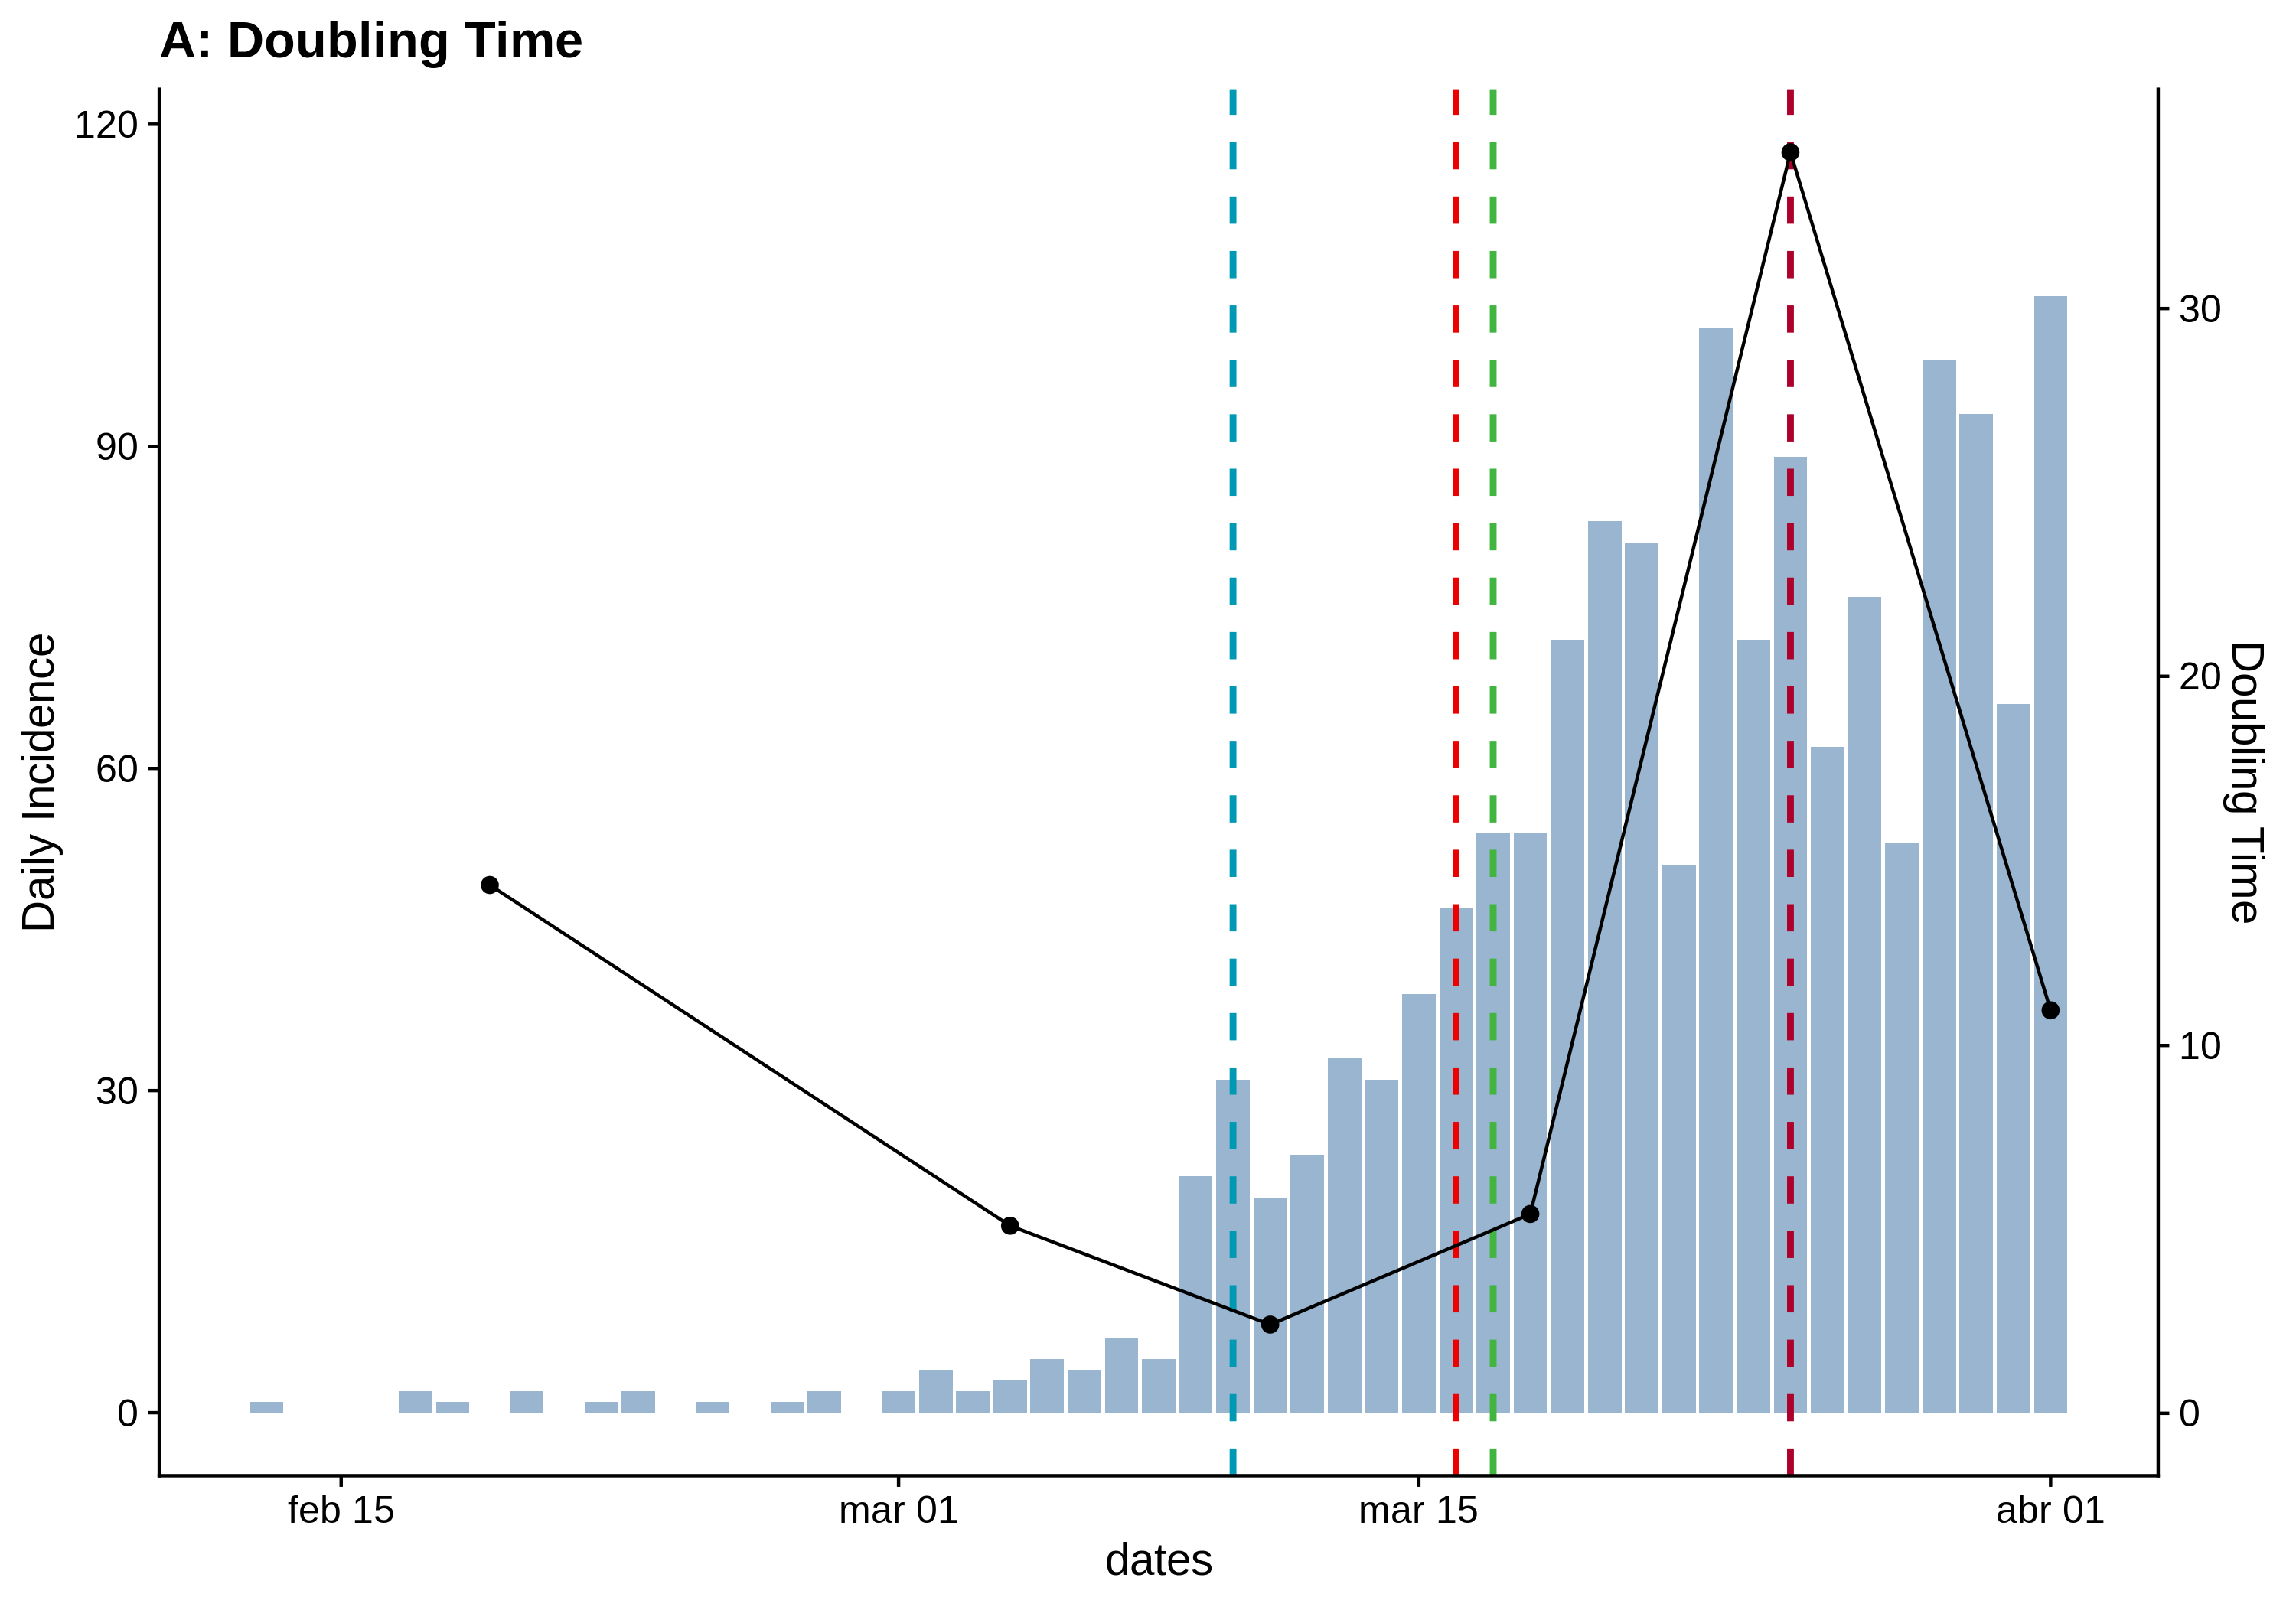 A: Doubling Time
120
90
60
30
0
Daily Incidence
30
20
10
0
Doubling Time
feb 15
mar 01
mar 15
abr 01
dates